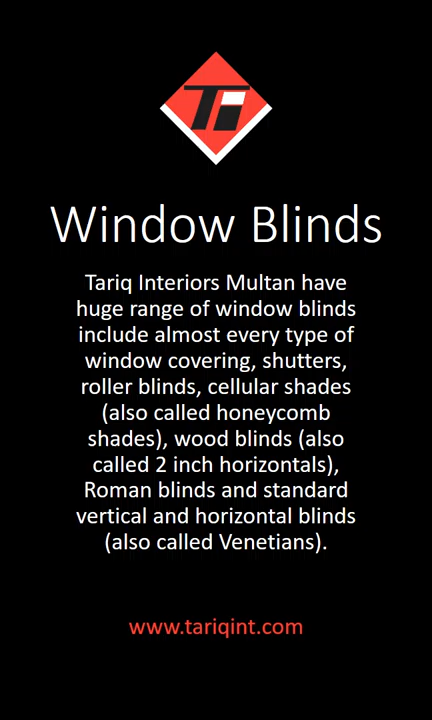 Ti
Window Blinds
Tariq Interiors Multan have
huge range of window blinds
include almost every type of
window covering, shutters,
roller blinds, cellular shades
(also called honeycomb
shades), wood blinds (also
called 2 inch horizontals),
Roman blinds and standard
vertical and horizontal blinds
(also called Venetians).
www.tariqint.com